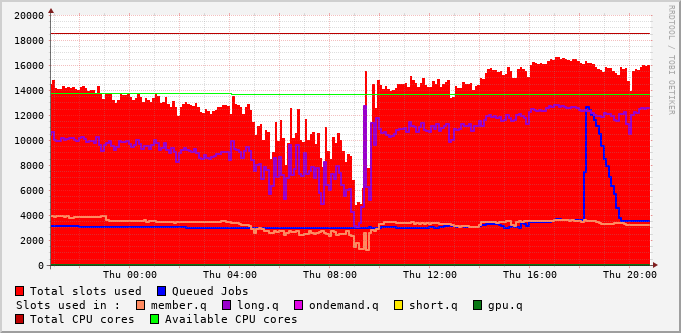 20000
18000
16000
14000
12000
10000
8000
6000
4000
2000
0
Thu 00:00 Thu 04:00 Thu 08:00 Thu 12:00 Thu 16:00 Thu 20:00
Total slots used Queued Jobs
Slots used in : member.q long.q ondemand.q short.q gpu.q
Total CPU cores Available CPU cores
RRDTOOL / TOBI OETIKER